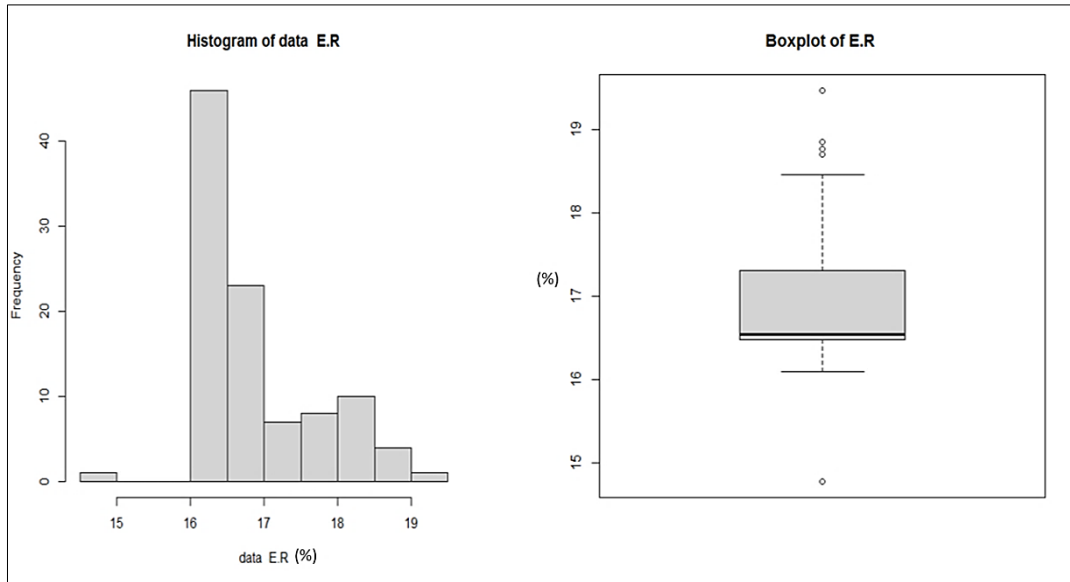 Histogram of data E.R
Frequency
40
30
20
10
0
15 16 17 18 19
data E.R (%)
Boxplot of E.R
(%)
19
18
17
16
15